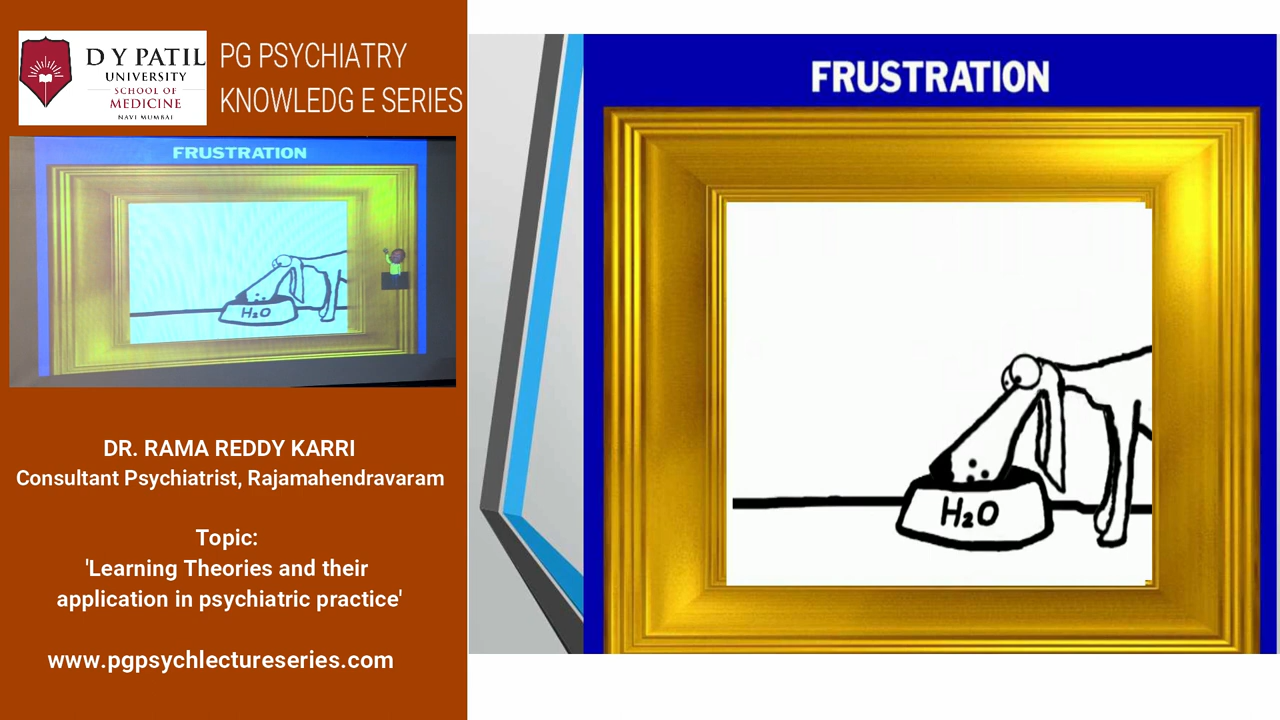 D Y PATIL
UNIVERSITY
SCHOOL OF
MEDICINE
NAVI MUMBAI
PG PSYCHIATRY
KNOWLEDG E SERIES
FRUSTRATION
H₂O
DR. RAMA REDDY KARRI
Consultant Psychiatrist, Rajamahendravaram
Topic:
'Learning Theories and their
application in psychiatric practice'
www.pgpsychlectureseries.com
FRUSTRATION
H₂O